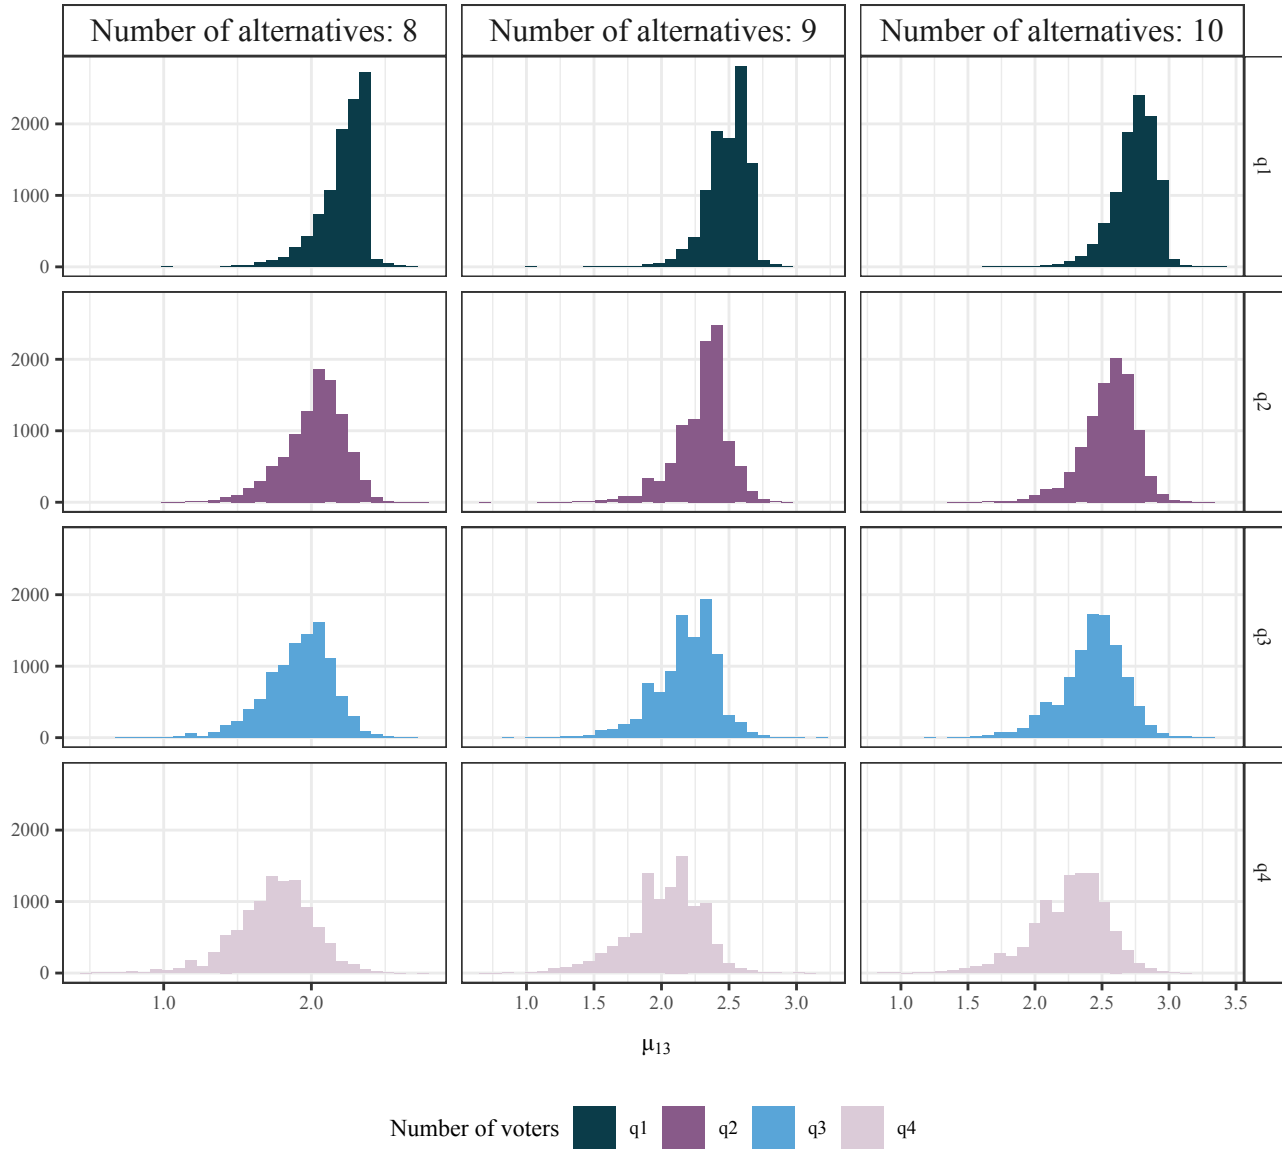 Number of alternatives: 8 Number of alternatives: 9 Number of alternatives: 10
2000
1000
0
q1
2000
1000
0
q2
2000
1000
0
q3
2000
1000
0
q4
1.0 2.0 1.0 1.5 2.0 2.5 3.0 1.0 1.5 2.0 2.5 3.0 3.5
μ13
Number of voters q1 q2 q3 q4